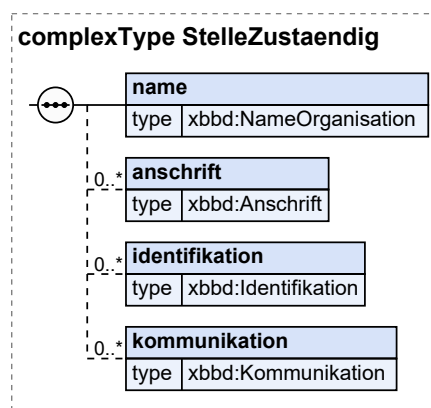 complexType StelleZustaendig
name
type xbbd:NameOrganisation
0..* anschrift
type xbbd:Anschrift
0..* identifikation
type xbbd:Identifikation
0..* kommunikation
type xbbd:Kommunikation